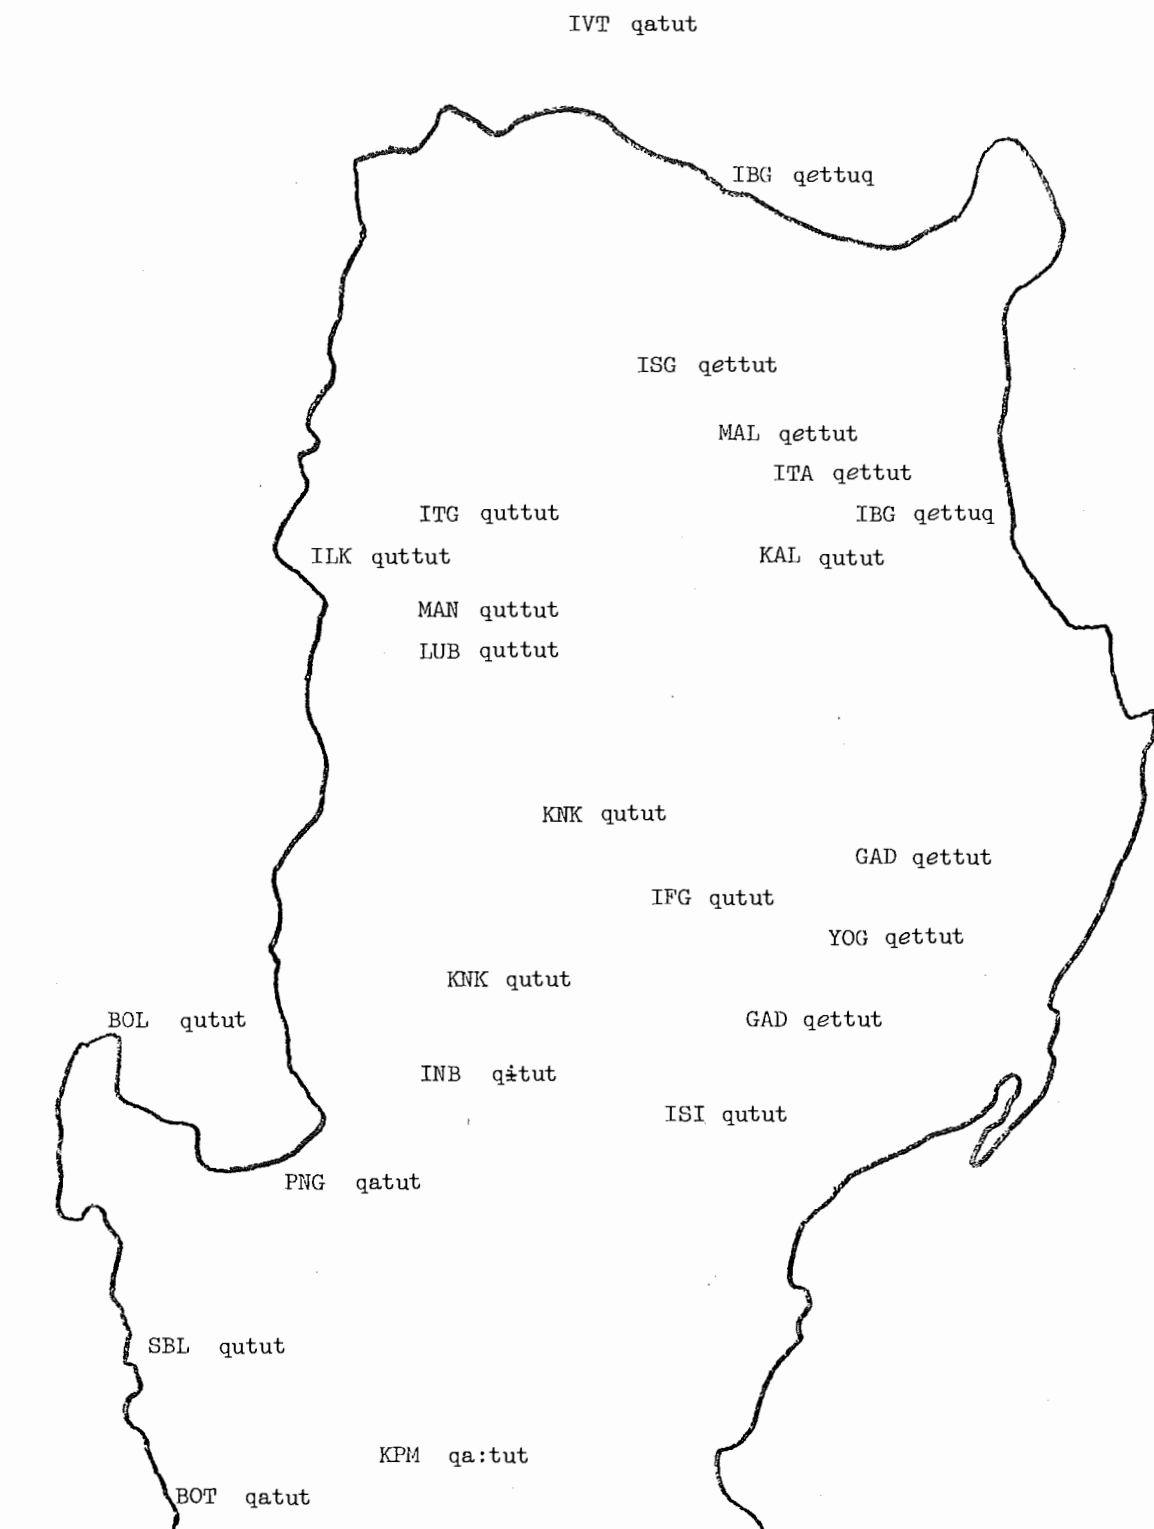 IVT qatut
IBG qettuq
ISG qettut
MAL qettut
ITA qettut
ITG quttut
IBG qettuq
ILK quttut
KAL qutut
MAN quttut
LUB quttut
KNK qutut
GAD qettut
IFG qutut
YOG qettut
KNK qutut
BOL qutut
GAD qettut
INB qɨtut
ISI qutut
PNG qatut
SBL qutut
KPM qa:tut
BOT qatut